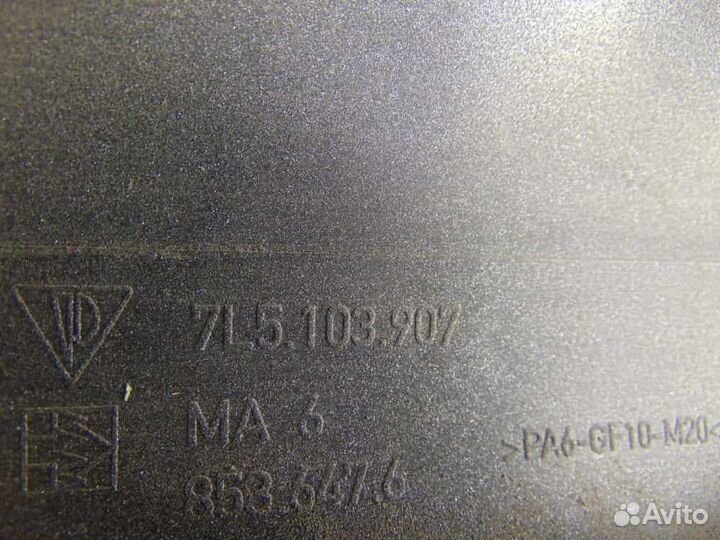 7L5.103.907
MA 6
853.647.6
>PA6-GF10-M20<
Avito